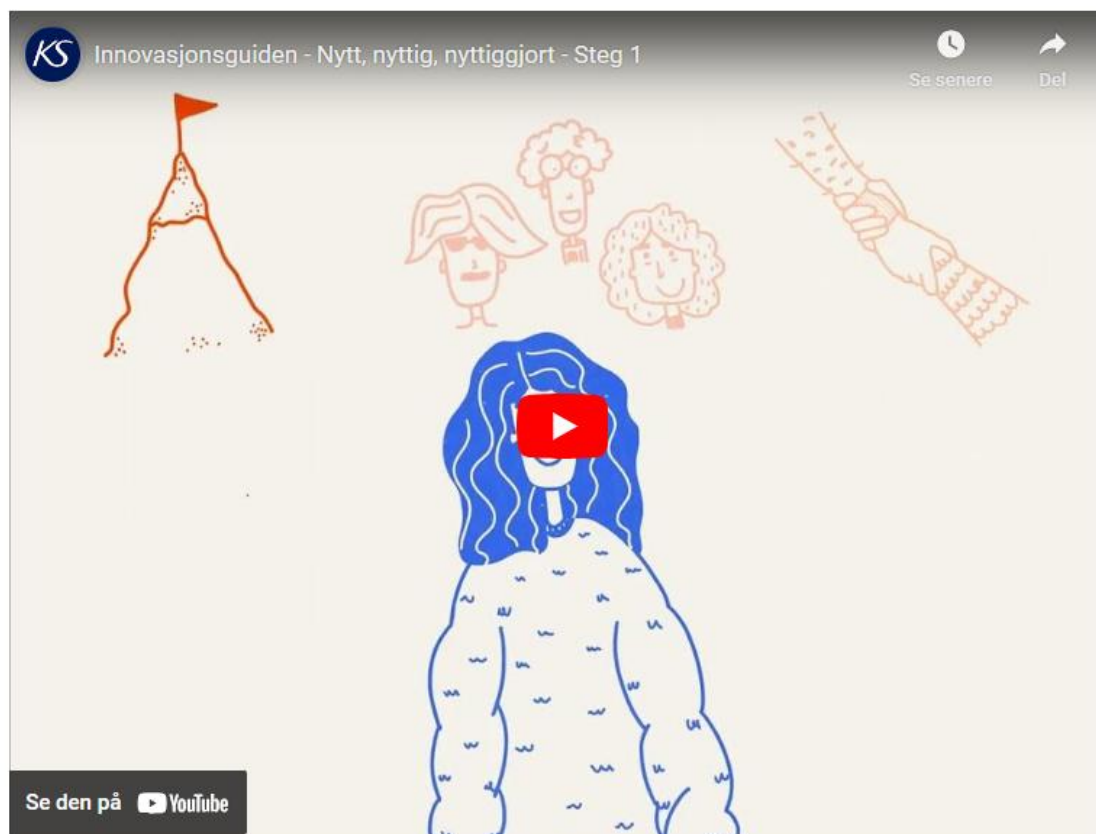 KS
Innovasjonsguiden - Nytt, nyttig, nyttiggjort - Steg 1
Se senere
Del
Se den på YouTube